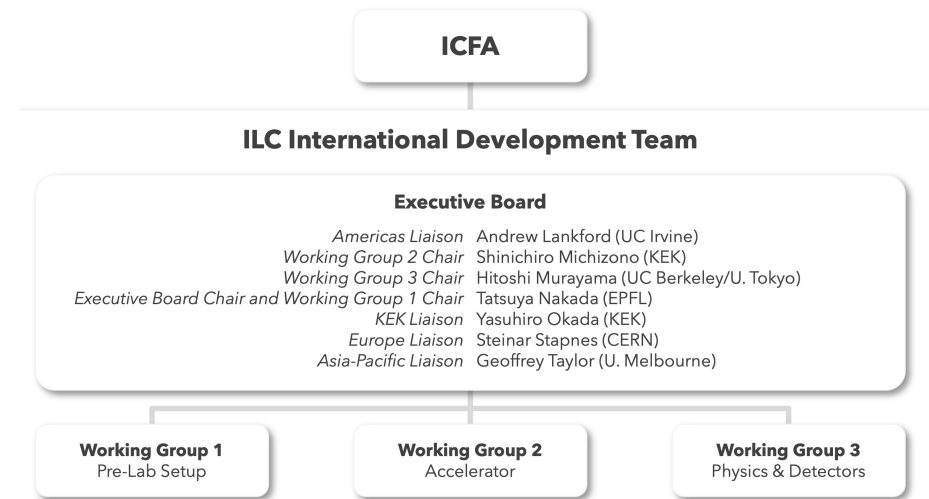 ICFA
ILC International Development Team
Executive Board
Americas Liaison Andrew Lankford (UC Irvine)
Working Group 2 Chair Shinichiro Michizono (KEK)
Working Group 3 Chair Hitoshi Murayama (UC Berkeley/U. Tokyo)
Executive Board Chair and Working Group 1 Chair Tatsuya Nakada (EPFL)
KEK Liaison Yasuhiro Okada (KEK)
Europe Liaison Steinar Stapnes (CERN)
Asia-Pacific Liaison Geoffrey Taylor (U. Melbourne)
Working Group 1
Pre-Lab Setup
Working Group 2
Accelerator
Working Group 3
Physics & Detectors